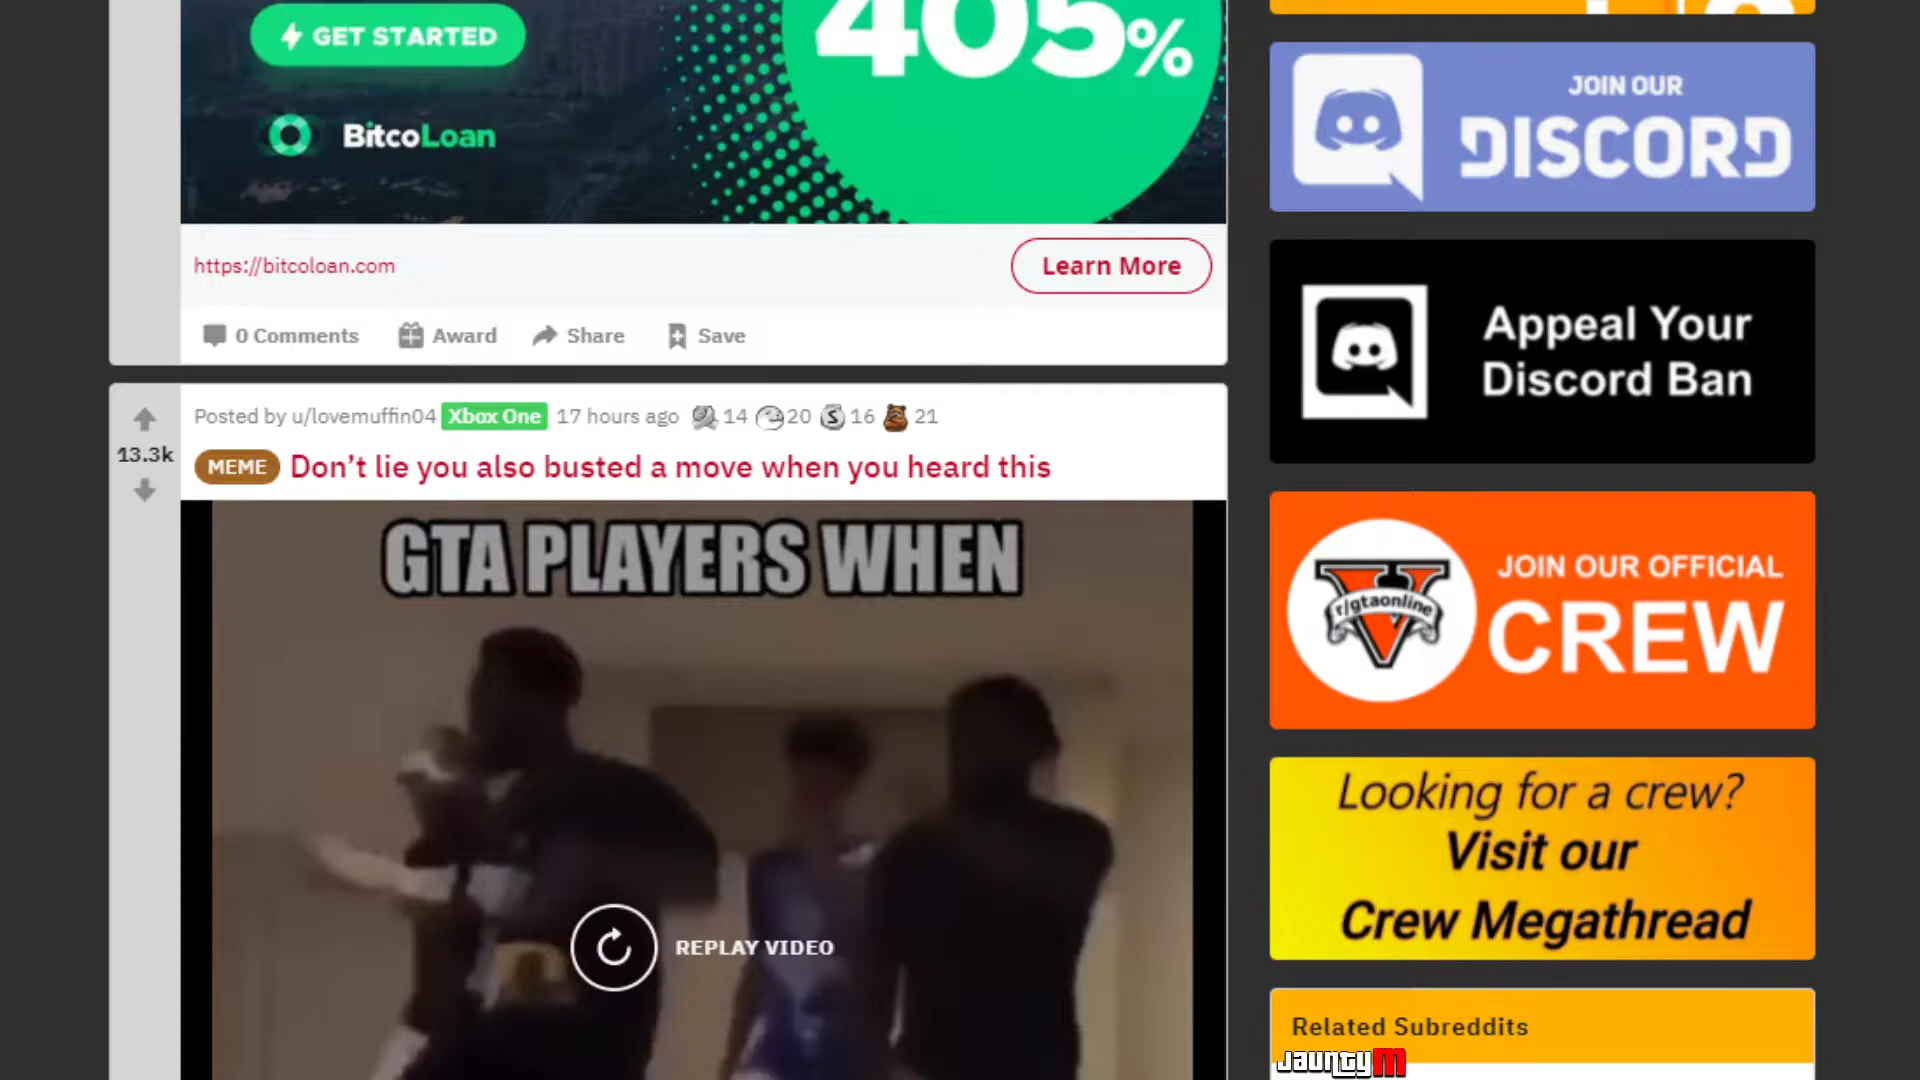 GET STARTED
405%
BitcoLoan
https://bitcoloan.com
Learn More
0 Comments Award Share Save
13.3k
Posted by u/lovemuffin04 Xbox One 17 hours ago 14 20 16 21
MEME Don't lie you also busted a move when you heard this
GTA PLAYERS WHEN
REPLAY VIDEO
JOIN OUR
DISCORD
Appeal Your
Discord Ban
r/gtaonline
V
JOIN OUR OFFICIAL
CREW
Looking for a crew?
Visit our
Crew Megathread
Related Subreddits
JauntyM